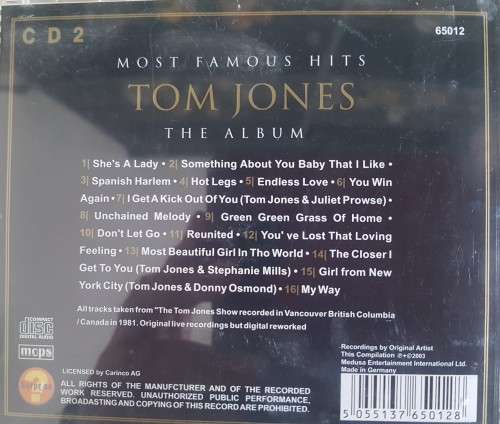 CD 2
65012
MOST FAMOUS HITS
TOM JONES
THE ALBUM
1| She's A Lady • 2| Something About You Baby That I Like •
3| Spanish Harlem • 4| Hot Legs • 5| Endless Love • 6| You Win
Again • 7| I Get A Kick Out Of You (Tom Jones & Juliet Prowse) •
8| Unchained Melody • 9| Green Green Grass Of Home •
10| Don't Let Go • 11| Reunited • 12| You' ve Lost That Loving
Feeling • 13| Most Beautiful Girl In Tho World • 14| The Closer I
Get To You (Tom Jones & Stephanie Mills) • 15| Girl from New
York City (Tom Jones & Donny Osmond) • 16| My Way
All tracks taken from "The Tom Jones Show recorded in Vancouver British Columbia
/ Canada in 1981. Original live recordings but digital reworked
COMPACT
disc
DIGITAL AUDIO
mcps
Recordings by Original Artist
This Compilation ℗+©2003
Medusa Entertainment International Ltd.
Made in Germany
LICENSED by Carinco AG
ALL RIGHTS OF THE MANUFCTURER AND OF THE RECORDED
WORK RESERVED. UNAUTHORIZED PUBLIC PERFORMANCE,
BROADASTING AND COPYING OF THIS RECORD ARE PROHIBITED.
5 055137 650128